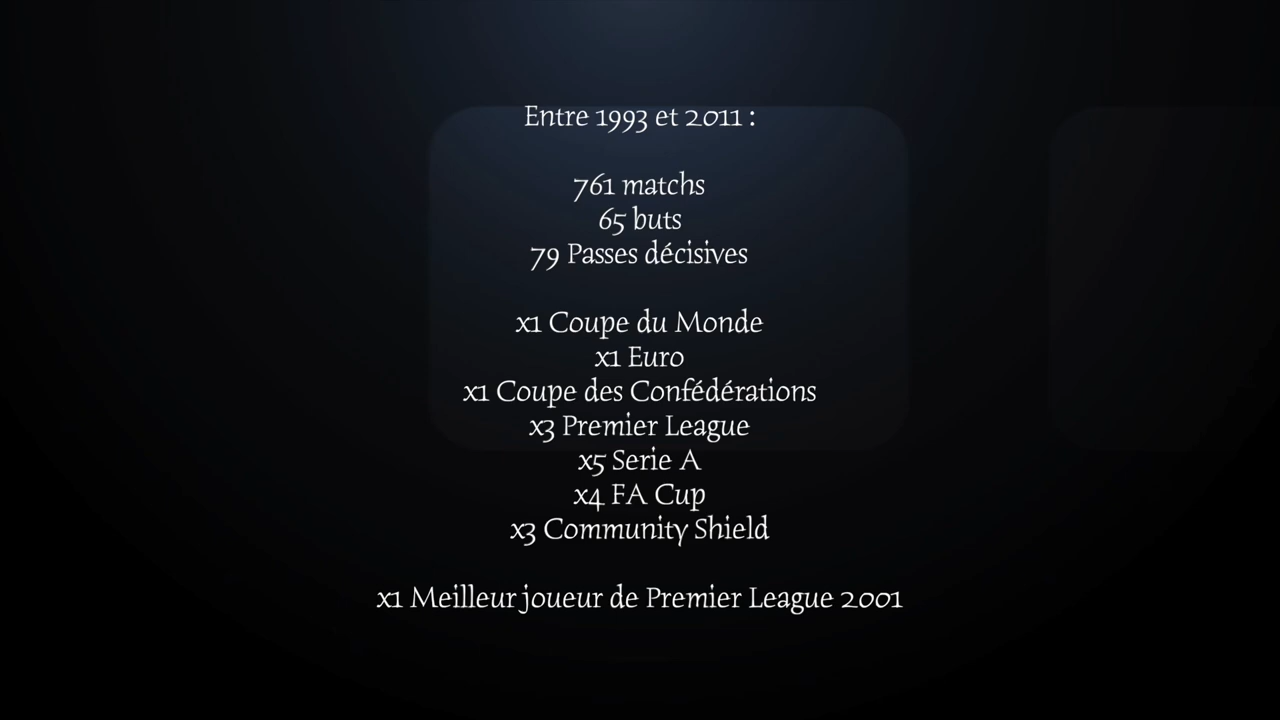 Entre 1993 et 2011 :
761 matchs
65 buts
79 Passes décisives
x1 Coupe du Monde
x1 Euro
x1 Coupe des Confédérations
x3 Premier League
x5 Serie A
x4 FA Cup
x3 Community Shield
x1 Meilleur joueur de Premier League 2001